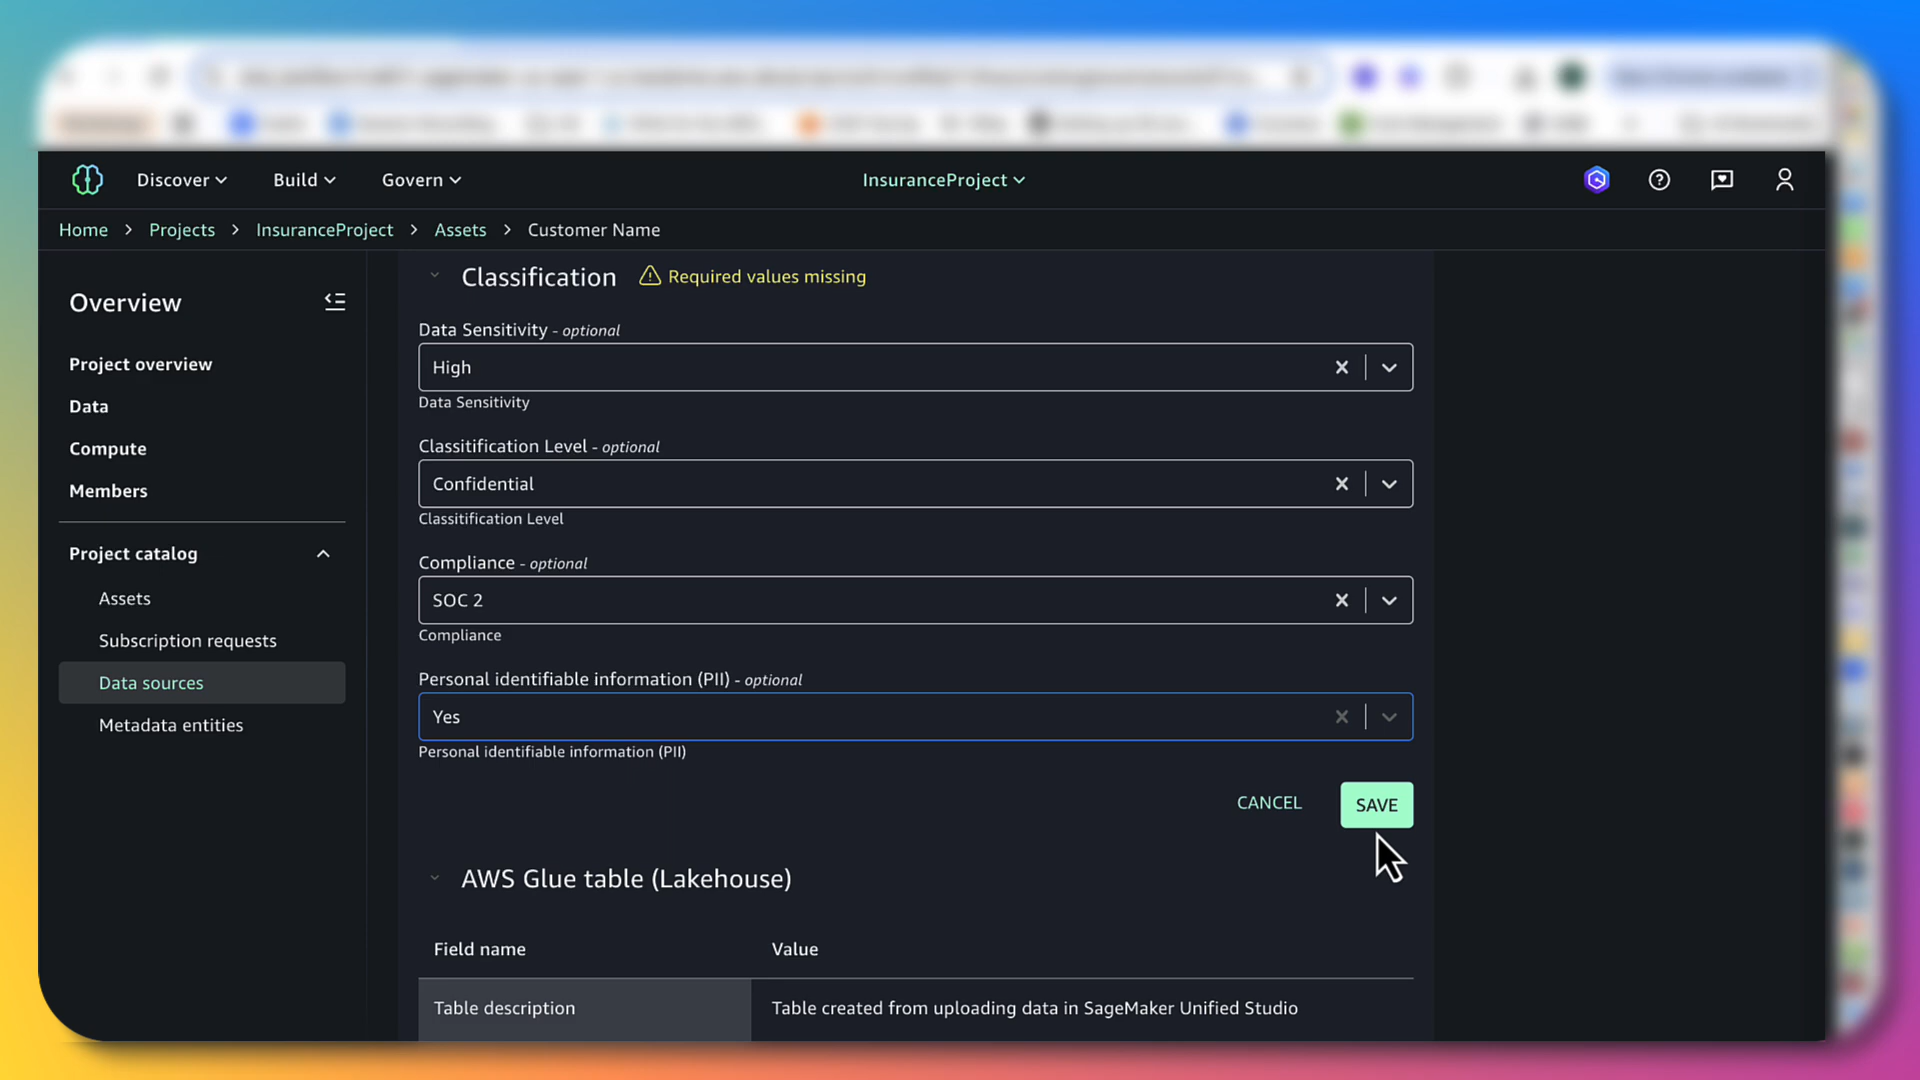 Discover Build Govern InsuranceProject
Home > Projects > InsuranceProject > Assets > Customer Name
Overview
Project overview
Data
Compute
Members
Project catalog
Assets
Subscription requests
Data sources
Metadata entities
Classification Required values missing
Data Sensitivity - optional
High
Data Sensitivity
Classitification Level - optional
Confidential
Classitification Level
Compliance - optional
SOC 2
Compliance
Personal identifiable information (PII) - optional
Yes
Personal identifiable information (PII)
CANCEL SAVE
AWS Glue table (Lakehouse)
Field name Value
Table description Table created from uploading data in SageMaker Unified Studio